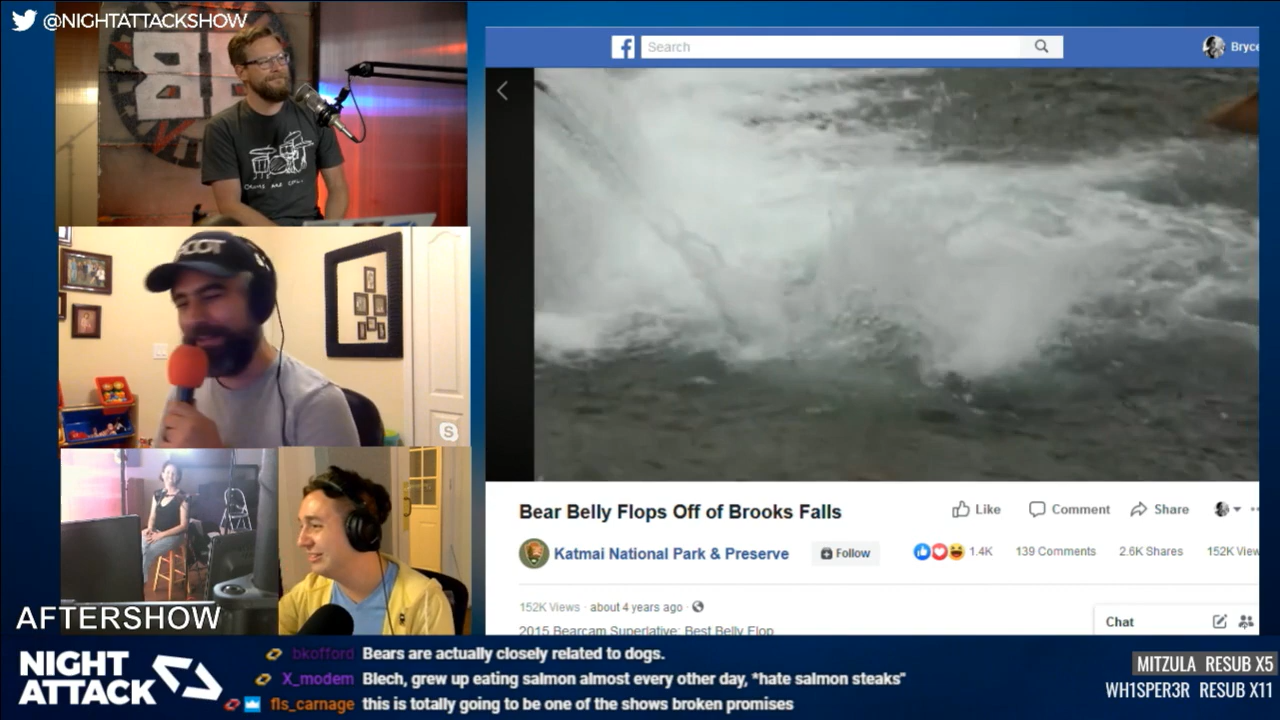 @NIGHTATTACKSHOW
DRUMS ARE COOL.
Search
Bryce
Bear Belly Flops Off of Brooks Falls
Like
Comment
Share
Katmai National Park & Preserve
Follow
1.4K
139 Comments
2.6K Shares
152K View
152K Views · about 4 years ago ·
2015 Bearcam Superlative: Best Belly Flop
Chat
AFTERSHOW
NIGHT
ATTACK
bkofford Bears are actually closely related to dogs.
X_modem Blech, grew up eating salmon almost every other day, *hate salmon steaks*
fls_carnage this is totally going to be one of the shows broken promises
MITZULA RESUB X5
WH1SPER3R RESUB X11